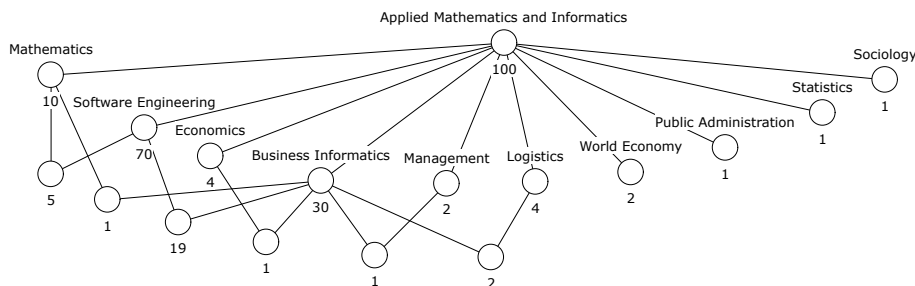 Applied Mathematics and Informatics
100
Mathematics
10
Sociology
1
Software Engineering
70
Statistics
1
Economics
4
Public Administration
1
Business Informatics
30
Management
2
Logistics
4
World Economy
2
5
1
19
1
1
2